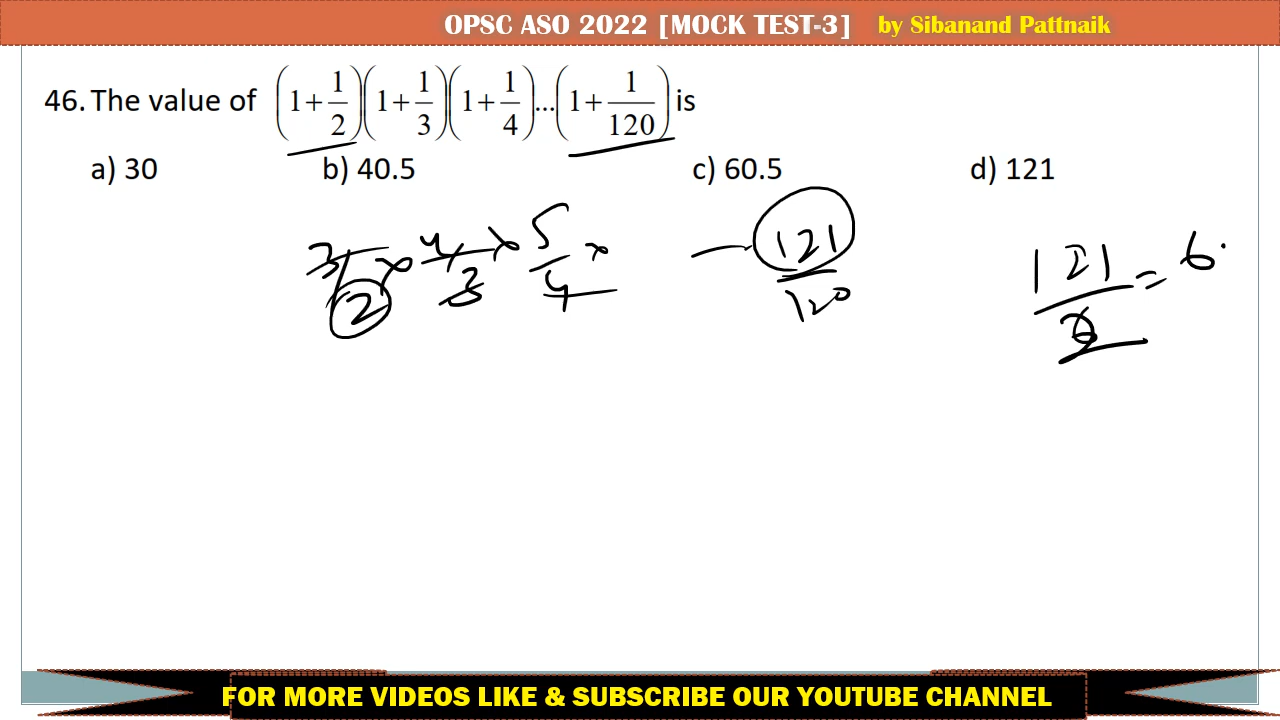 OPSC ASO 2022 [MOCK TEST-3] by Sibanand Pattnaik
46. The value of (1+1/2)(1+1/3)(1+1/4)...(1+1/120) is
a) 30 b) 40.5 c) 60.5 d) 121
3/2 × 4/3 × 5/4 × — 121/120
121/2 = 6.
FOR MORE VIDEOS LIKE & SUBSCRIBE OUR YOUTUBE CHANNEL